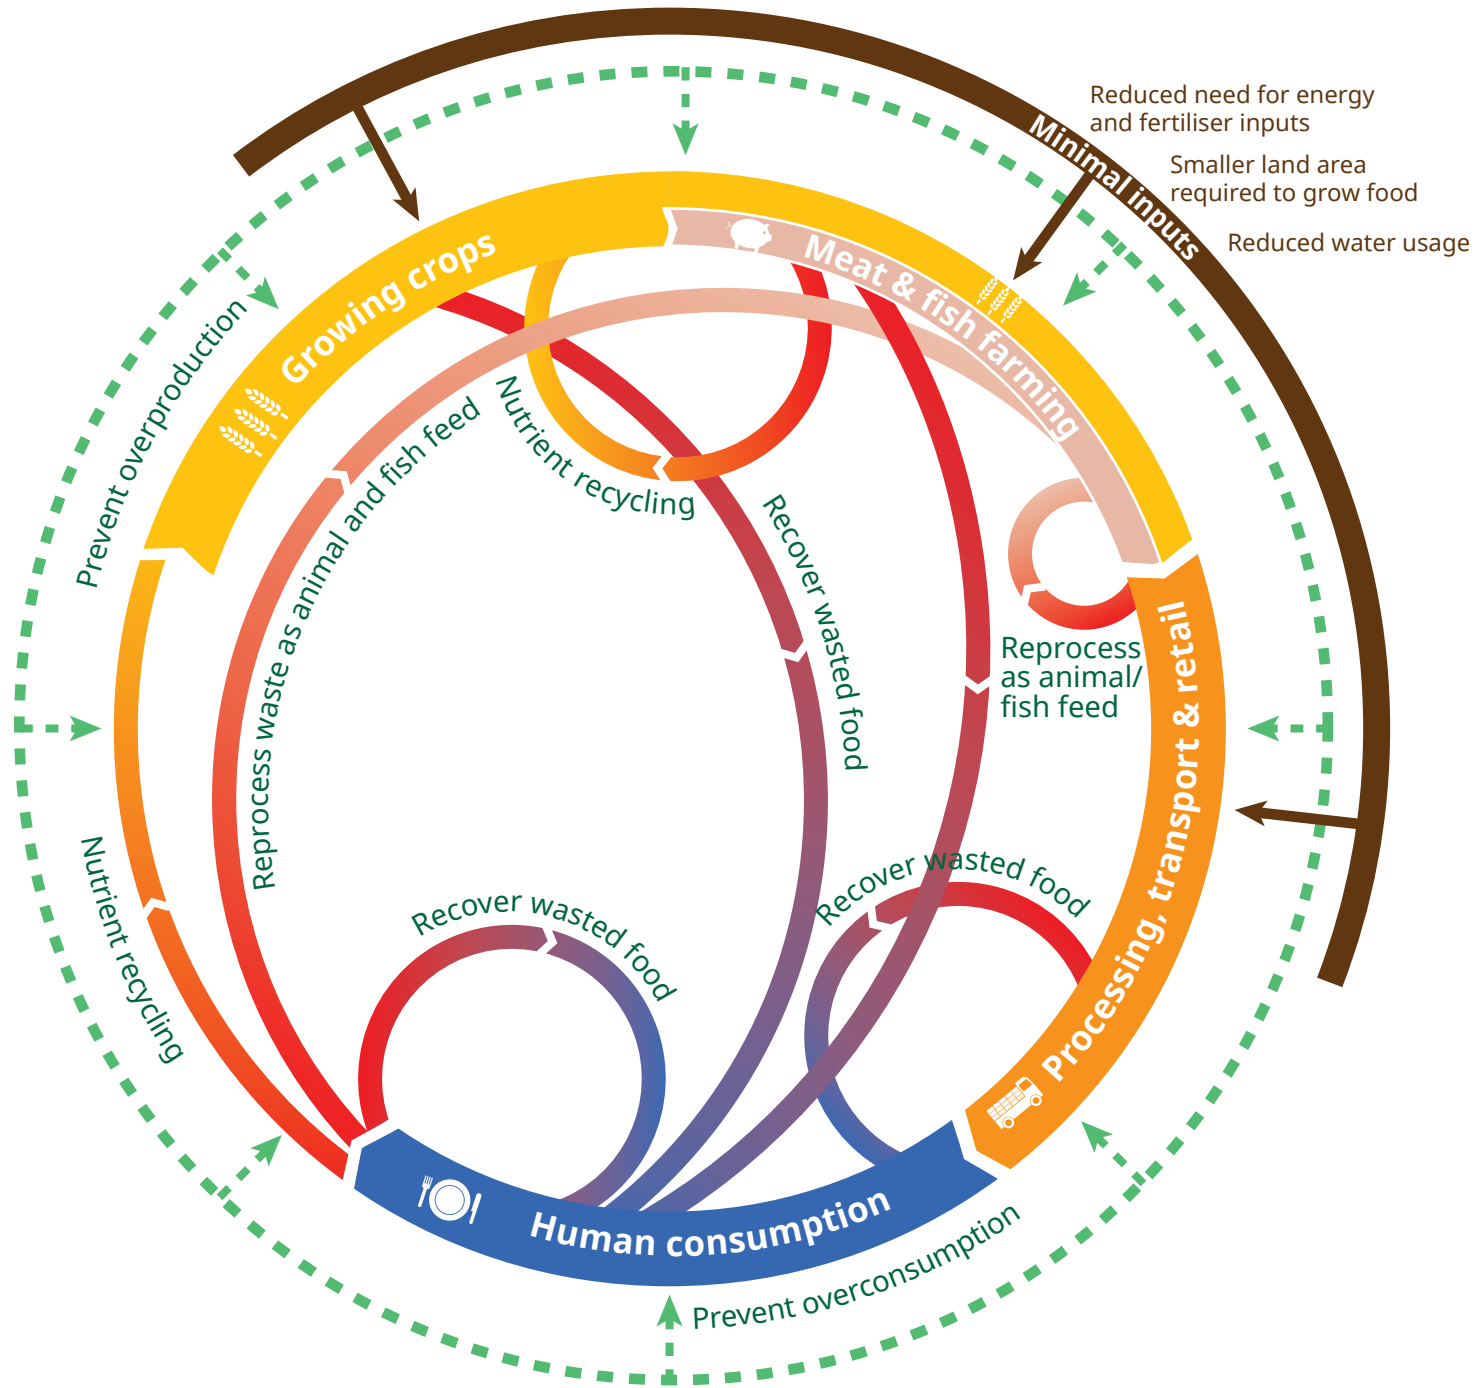 Minimal inputs
Reduced need for energy
and fertiliser inputs
Smaller land area
required to grow food
Reduced water usage
Growing crops
Meat & fish farming
Prevent overproduction
Nutrient recycling
Reprocess waste as animal and fish feed
Recover wasted food
Reprocess
as animal/
fish feed
Processing, transport & retail
Nutrient recycling
Recover wasted food
Recover wasted food
Human consumption
Prevent overconsumption